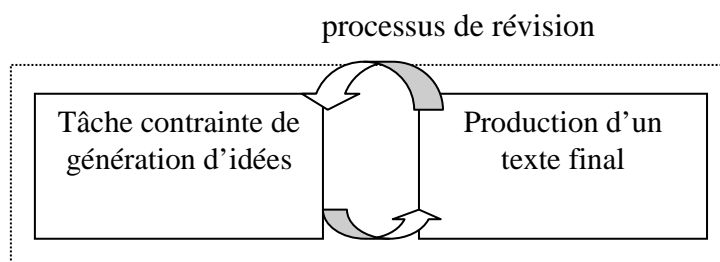 processus de révision
Tâche contrainte de
génération d'idées
Production d'un
texte final